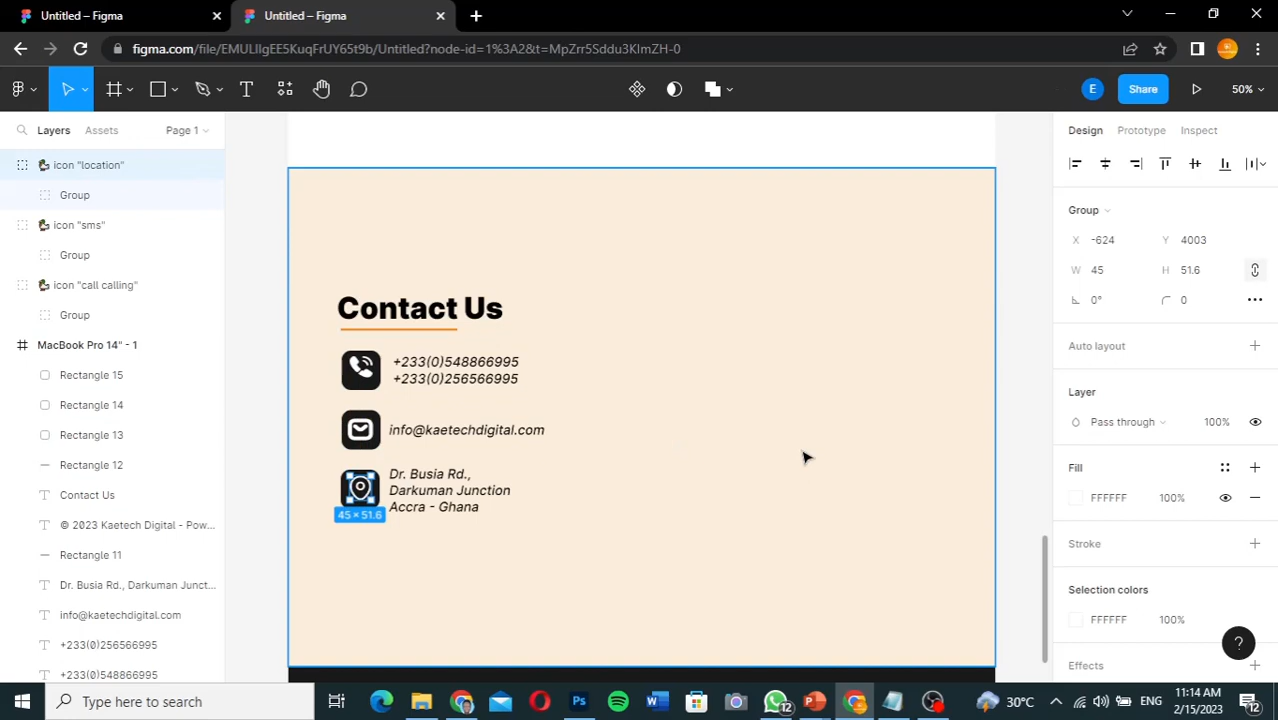 Untitled – Figma
Untitled – Figma
figma.com/file/EMULlIgEE5KuqFrUY65t9b/Untitled?node-id=1%3A2&t=MpZrr5Sddu3KlmZH-0
E
Share
50%
Layers
Assets
Page 1
icon "location"
Group
icon "sms"
Group
icon "call calling"
Group
MacBook Pro 14" - 1
Rectangle 15
Rectangle 14
Rectangle 13
Rectangle 12
Contact Us
© 2023 Kaetech Digital - Pow...
Rectangle 11
Dr. Busia Rd., Darkuman Junct...
info@kaetechdigital.com
+233(0)256566995
+233(0)548866995
Contact Us
+233(0)548866995
+233(0)256566995
info@kaetechdigital.com
Dr. Busia Rd.,
Darkuman Junction
Accra - Ghana
45 × 51.6
Design
Prototype
Inspect
Group
X -624
Y 4003
W 45
H 51.6
0°
0
Auto layout
Layer
Pass through
100%
Fill
FFFFFF
100%
Stroke
Selection colors
FFFFFF
100%
Effects
?
Type here to search
12
30°C
ENG
11:14 AM
2/15/2023
12